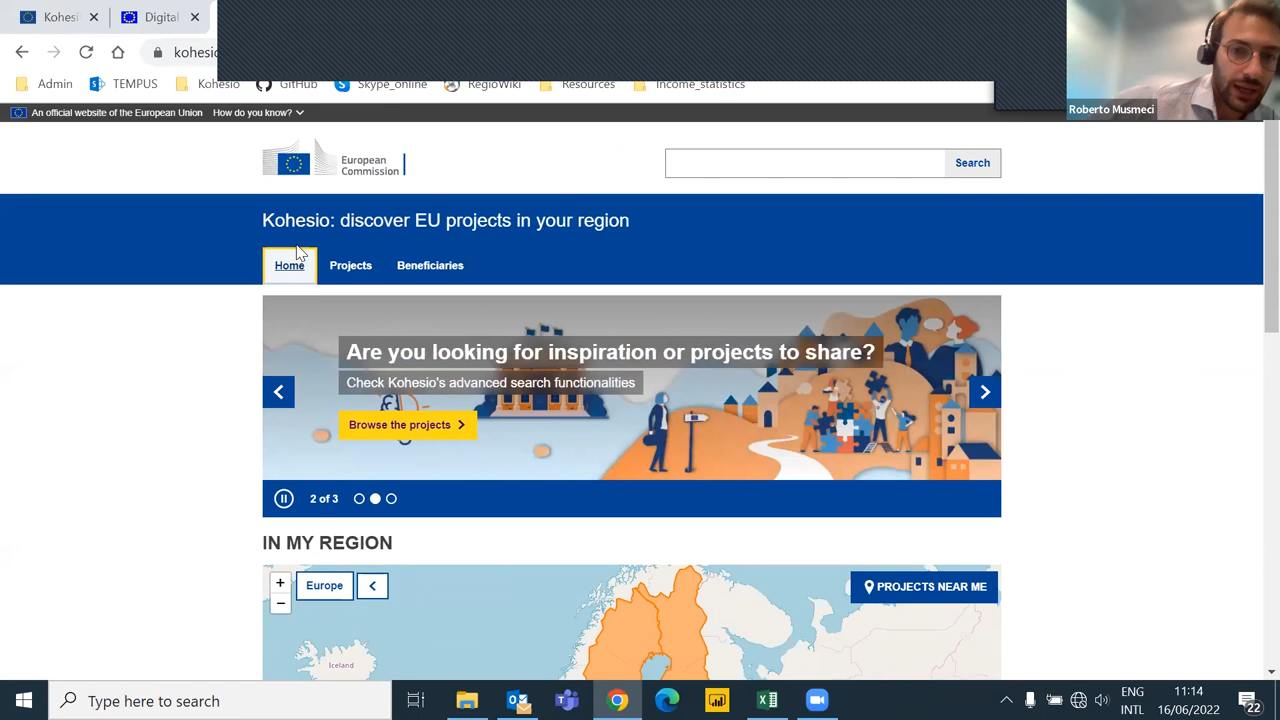 Kohesi
Digital
kohesio
Admin
TEMPUS
Kohesio
GitHub
Skype_online
RegioWiki
Resources
Income_statistics
Roberto Musmeci
An official website of the European Union How do you know?
European
Commission
Search
Kohesio: discover EU projects in your region
Home
Projects
Beneficiaries
Are you looking for inspiration or projects to share?
Check Kohesio's advanced search functionalities
Browse the projects
2 of 3
IN MY REGION
+
−
Europe
PROJECTS NEAR ME
Iceland
Type here to search
ENG
INTL
11:14
16/06/2022
22